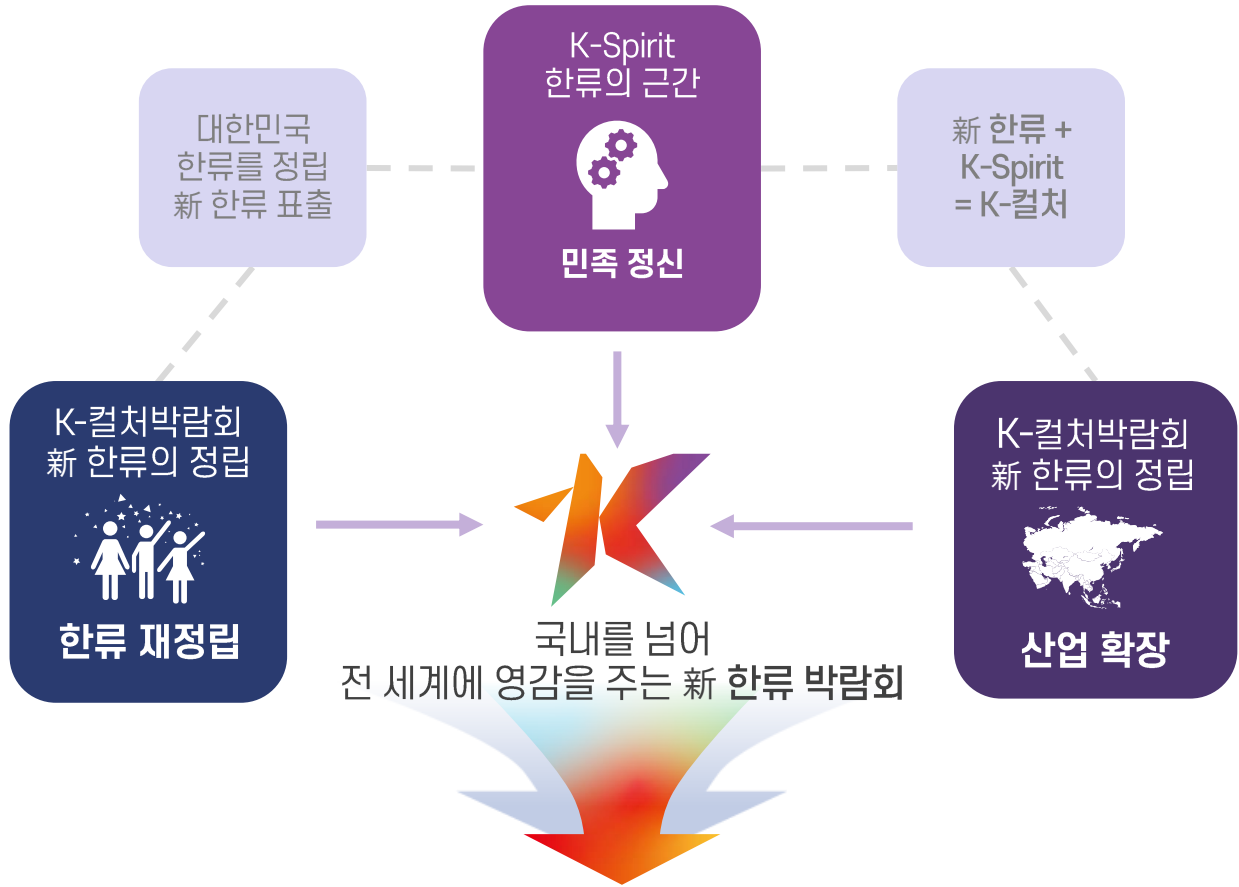 K-Spirit
한류의 근간
민족 정신
대한민국
한류를 정립
新 한류 표출
新 한류 +
K-Spirit
= K-컬처
K-컬처박람회
新 한류의 정립
한류 재정립
K-컬처박람회
新 한류의 정립
산업 확장
국내를 넘어
전 세계에 영감을 주는 新 한류 박람회